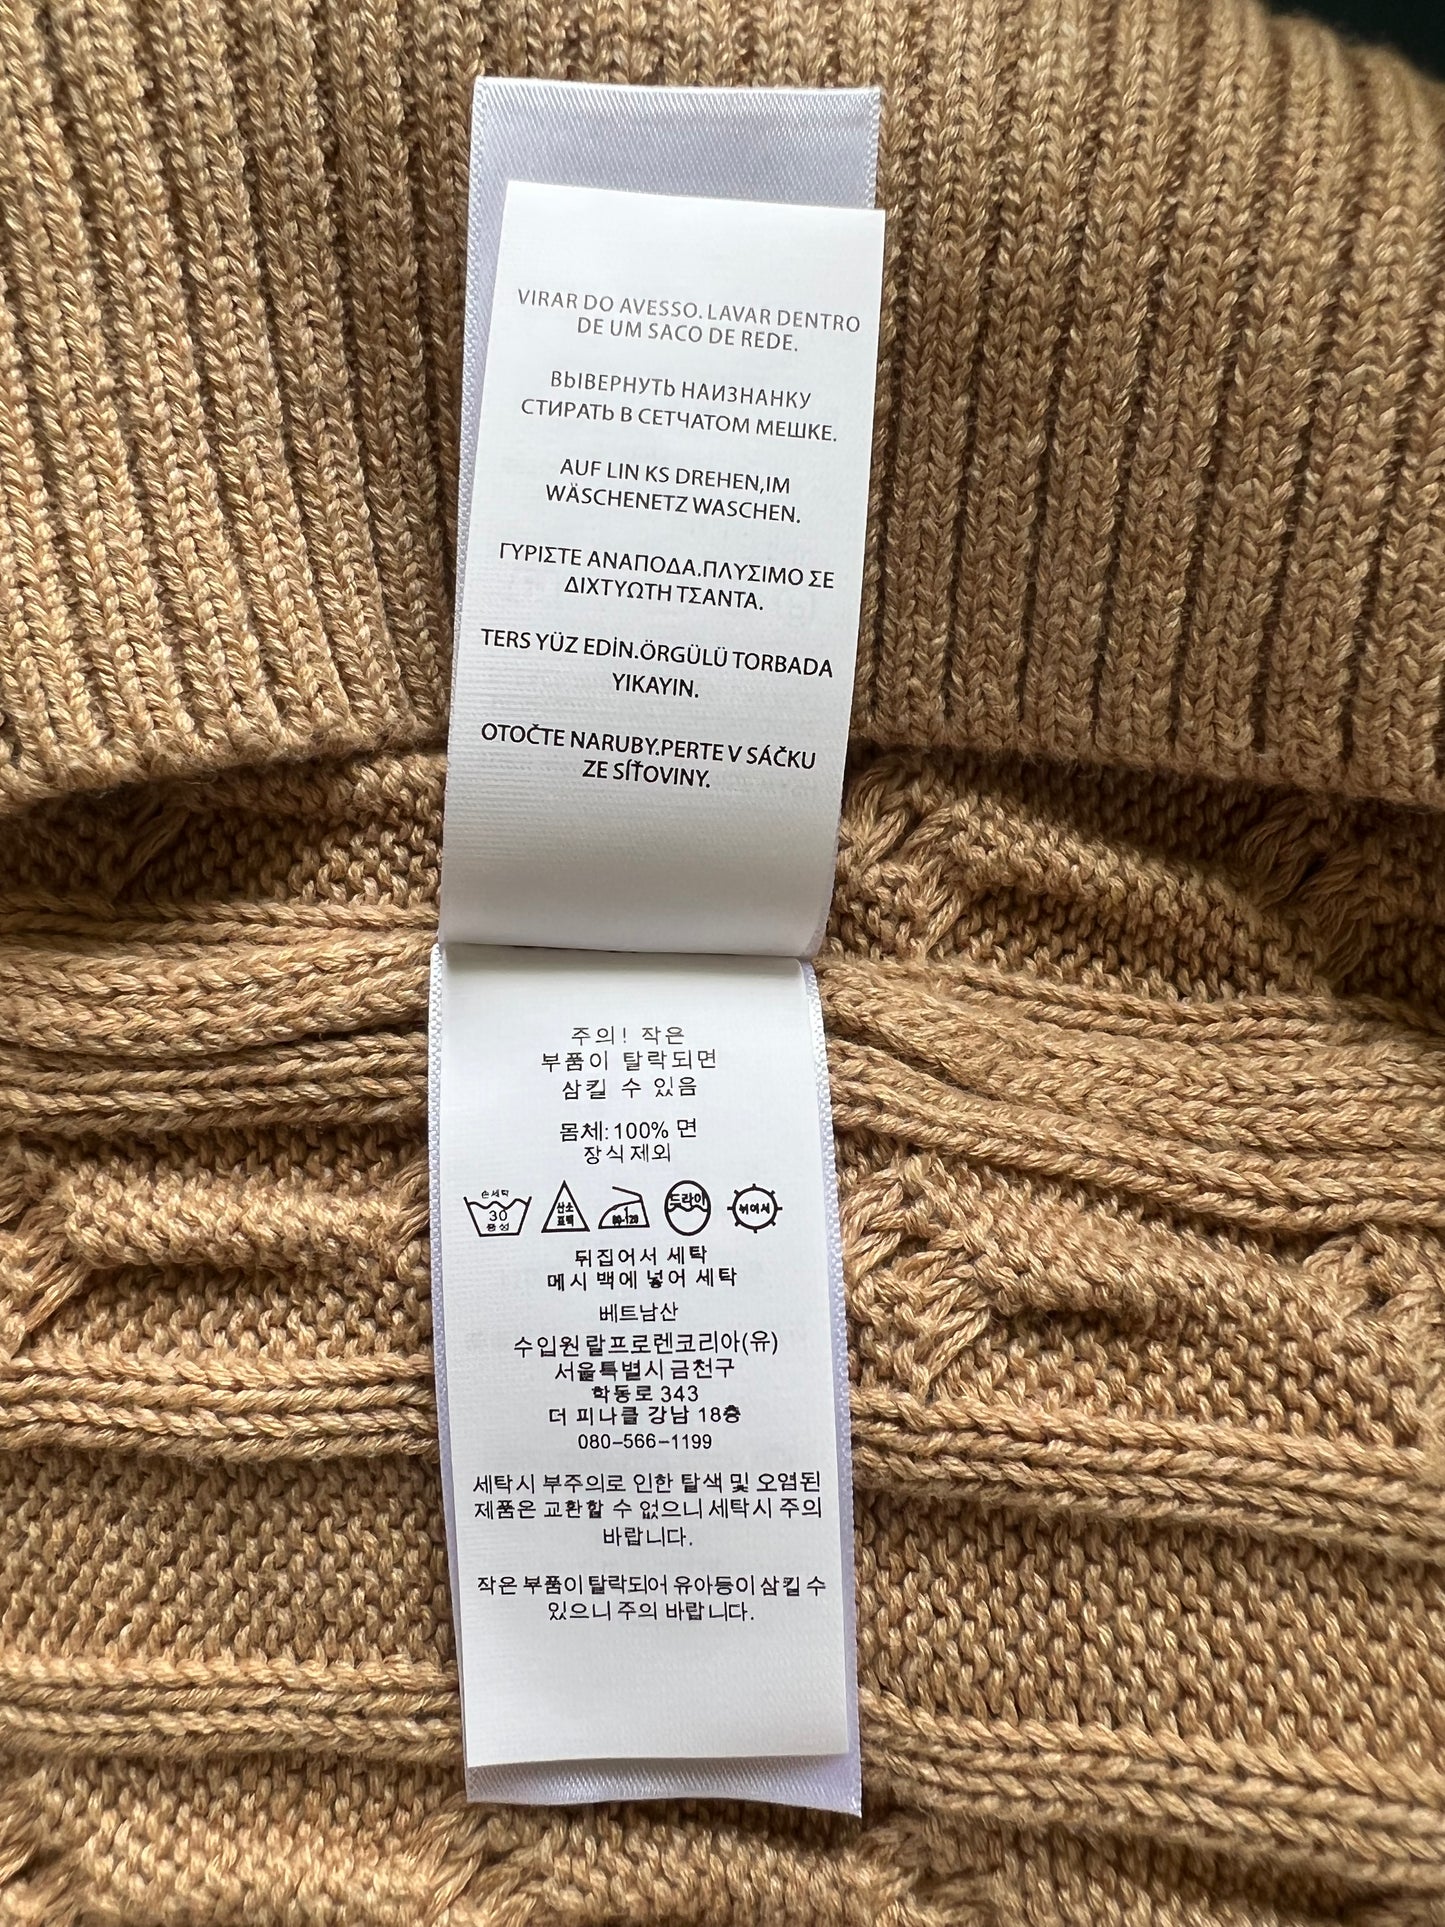 VIRAR DO AVESSO. LAVAR DENTRO
DE UM SACO DE REDE.
ВЫВЕРНУТЬ НАИЗНАНКУ
СТИРАТЬ В СЕТЧАТОМ МЕШКЕ.
AUF LIN KS DREHEN,IM
WÄSCHENETZ WASCHEN.
ΓΥΡΙΣΤΕ ΑΝΑΠΟΔΑ.ΠΛΥΣΙΜΟ ΣΕ
ΔΙΧΤΥΩΤΗ ΤΣΑΝΤΑ.
TERS YÜZ EDİN.ÖRGÜLÜ TORBADA
YIKAYIN.
OTOČTE NARUBY.PERTE V SÁČKU
ZE SÍŤOVINY.
주의! 작은
부품이 탈락되면
삼킬 수 있음
몸체: 100% 면
장식제외
손세탁
30
중성
산소
표백
80-120
드라이
뉘어서
뒤집어서 세탁
메시 백에 넣어 세탁
베트남산
수입원 랄프로렌코리아(유)
서울특별시 금천구
학동로 343
더 피나클 강남 18층
080-566-1199
세탁시 부주의로 인한 탈색 및 오염된
제품은 교환할 수 없으니 세탁시 주의
바랍니다.
작은 부품이 탈락되어 유아등이 삼킬 수
있으니 주의 바랍니다.